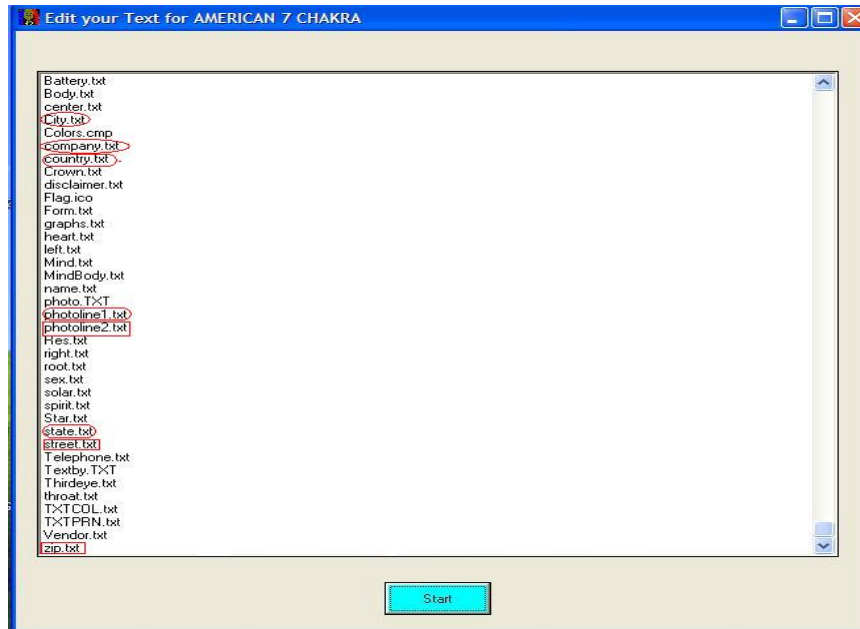 Edit your Text for AMERICAN 7 CHAKRA
Battery.txt
Body.txt
center.txt
City.txt
Colors.cmp
company.txt
country.txt
Crown.txt
disclaimer.txt
Flag.ico
Form.txt
graphs.txt
heart.txt
left.txt
Mind.txt
MindBody.txt
name.txt
photo.TXT
photoline1.txt
photoline2.txt
Res.txt
right.txt
root.txt
sex.txt
solar.txt
spirit.txt
Star.txt
state.txt
street.txt
Telephone.txt
Textby.TXT
Thirdeye.txt
throat.txt
TXTCOL.txt
TXTPRN.txt
Vendor.txt
zip.txt
Start